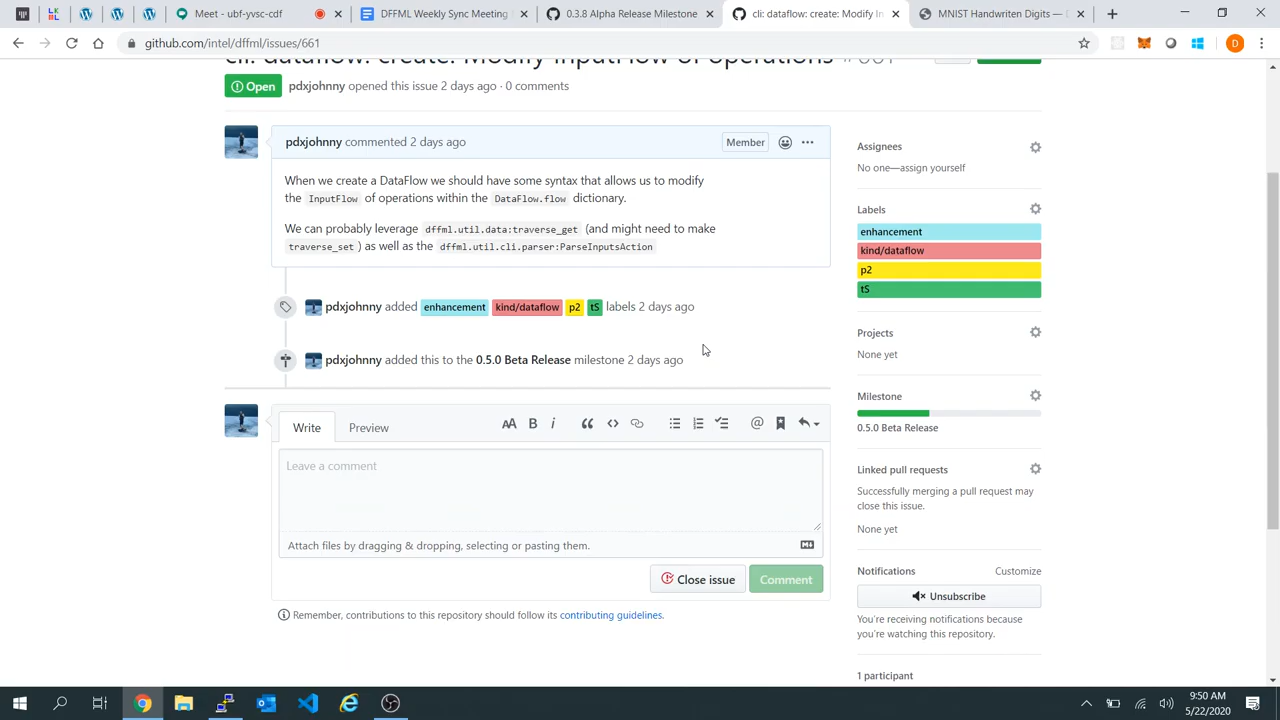 Meet - ubf-yvsc-cdf
DFFML Weekly Sync Meeting
0.3.8 Alpha Release Milestone
cli: dataflow: create: Modify In
MNIST Handwriten Digits —
github.com/intel/dffml/issues/661
D
cli: dataflow: create: Modify InputFlow of operations #661
Open
pdxjohnny opened this issue 2 days ago · 0 comments
pdxjohnny commented 2 days ago
Member
When we create a DataFlow we should have some syntax that allows us to modify
the InputFlow of operations within the DataFlow.flow dictionary.
We can probably leverage dffml.util.data:traverse_get (and might need to make
traverse_set ) as well as the dffml.util.cli.parser:ParseInputsAction
pdxjohnny added enhancement kind/dataflow p2 tS labels 2 days ago
pdxjohnny added this to the 0.5.0 Beta Release milestone 2 days ago
Write
Preview
AA B i
Leave a comment
Attach files by dragging & dropping, selecting or pasting them.
Close issue
Comment
Remember, contributions to this repository should follow its contributing guidelines.
Assignees
No one—assign yourself
Labels
enhancement
kind/dataflow
p2
tS
Projects
None yet
Milestone
0.5.0 Beta Release
Linked pull requests
Successfully merging a pull request may
close this issue.
None yet
Notifications
Customize
Unsubscribe
You're receiving notifications because
you're watching this repository.
1 participant
9:50 AM
5/22/2020